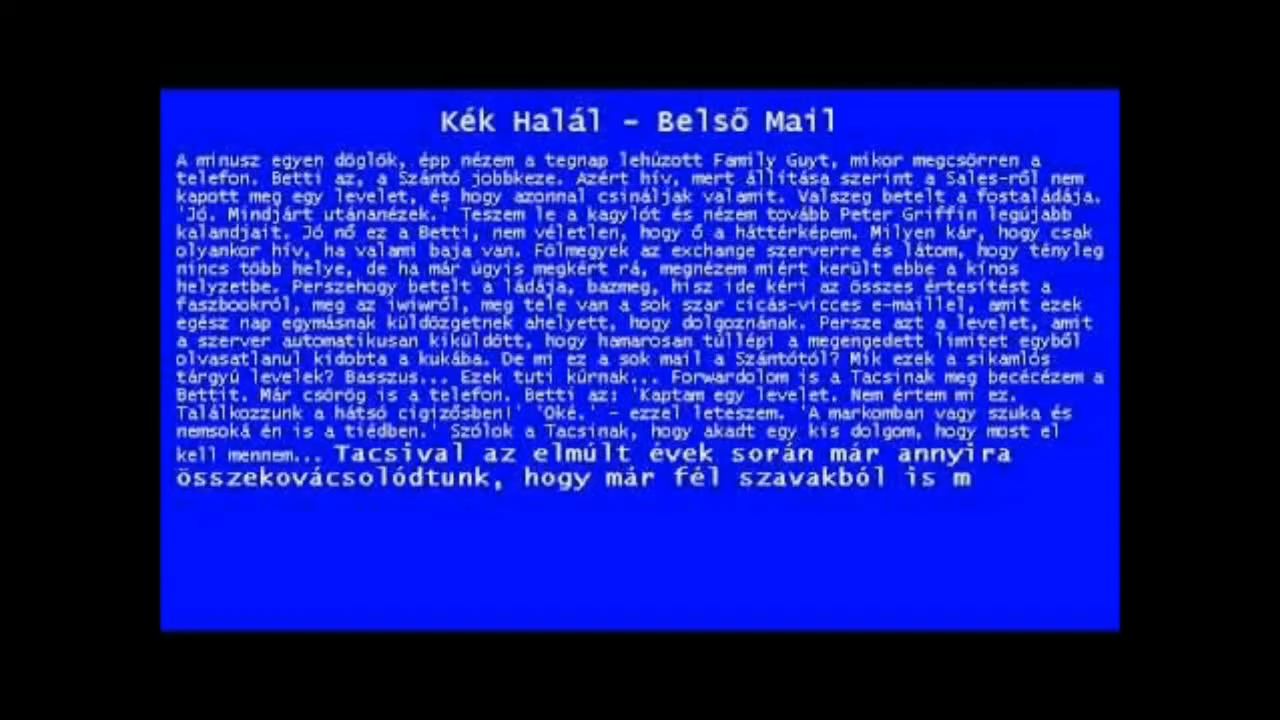 Kék Halál - Belső Mail
A mínusz egyen döglök, épp nézem a tegnap lehúzott Family Guyt, mikor megcsörren a
telefon. Betti az, a Szántó jobbkeze. Azért hív, mert állítása szerint a Sales-ről nem
kapott meg egy levelet, és hogy azonnal csináljak valamit. Valszeg betelt a fostaládája.
'Jó. Mindjárt utánanézek.' Teszem le a kagylót és nézem tovább Peter Griffin legújabb
kalandjait. Jó nő ez a Betti, nem véletlen, hogy ő a háttérképem. Milyen kár, hogy csak
olyankor hív, ha valami baja van. Fölmegyek az exchange szerverre és látom, hogy tényleg
nincs több helye, de ha már úgyis megkért rá, megnézem miért került ebbe a kínos
helyzetbe. Perszehogy betelt a ládája, bazmeg, hisz ide kéri az összes értesítést a
faszbookról, meg az iwiwről, meg tele van a sok szar cicás-vicces e-maillel, amit ezek
egész nap egymásnak küldözgetnek ahelyett, hogy dolgoznának. Persze azt a levelet, amit
a szerver automatikusan kiküldött, hogy hamarosan túllépi a megengedett limitet egyből
olvasatlanul kidobta a kukába. De mi ez a sok mail a Szántótól? Mik ezek a sikamlós
tárgyú levelek? Basszus... Ezek tuti kúrnak... Forwardolom is a Tacsinak meg becécézem a
Bettit. Már csörög is a telefon. Betti az: 'Kaptam egy levelet. Nem értem mi ez.
Találkozzunk a hátsó cigizősben!' 'Oké.' - ezzel leteszem. 'A markomban vagy szuka és
nemsoká én is a tiédben.' Szólok a Tacsinak, hogy akadt egy kis dolgom, hogy most el
kell mennem... Tacsival az elmúlt évek során már annyira
összekovácsolódtunk, hogy már fél szavakból is m